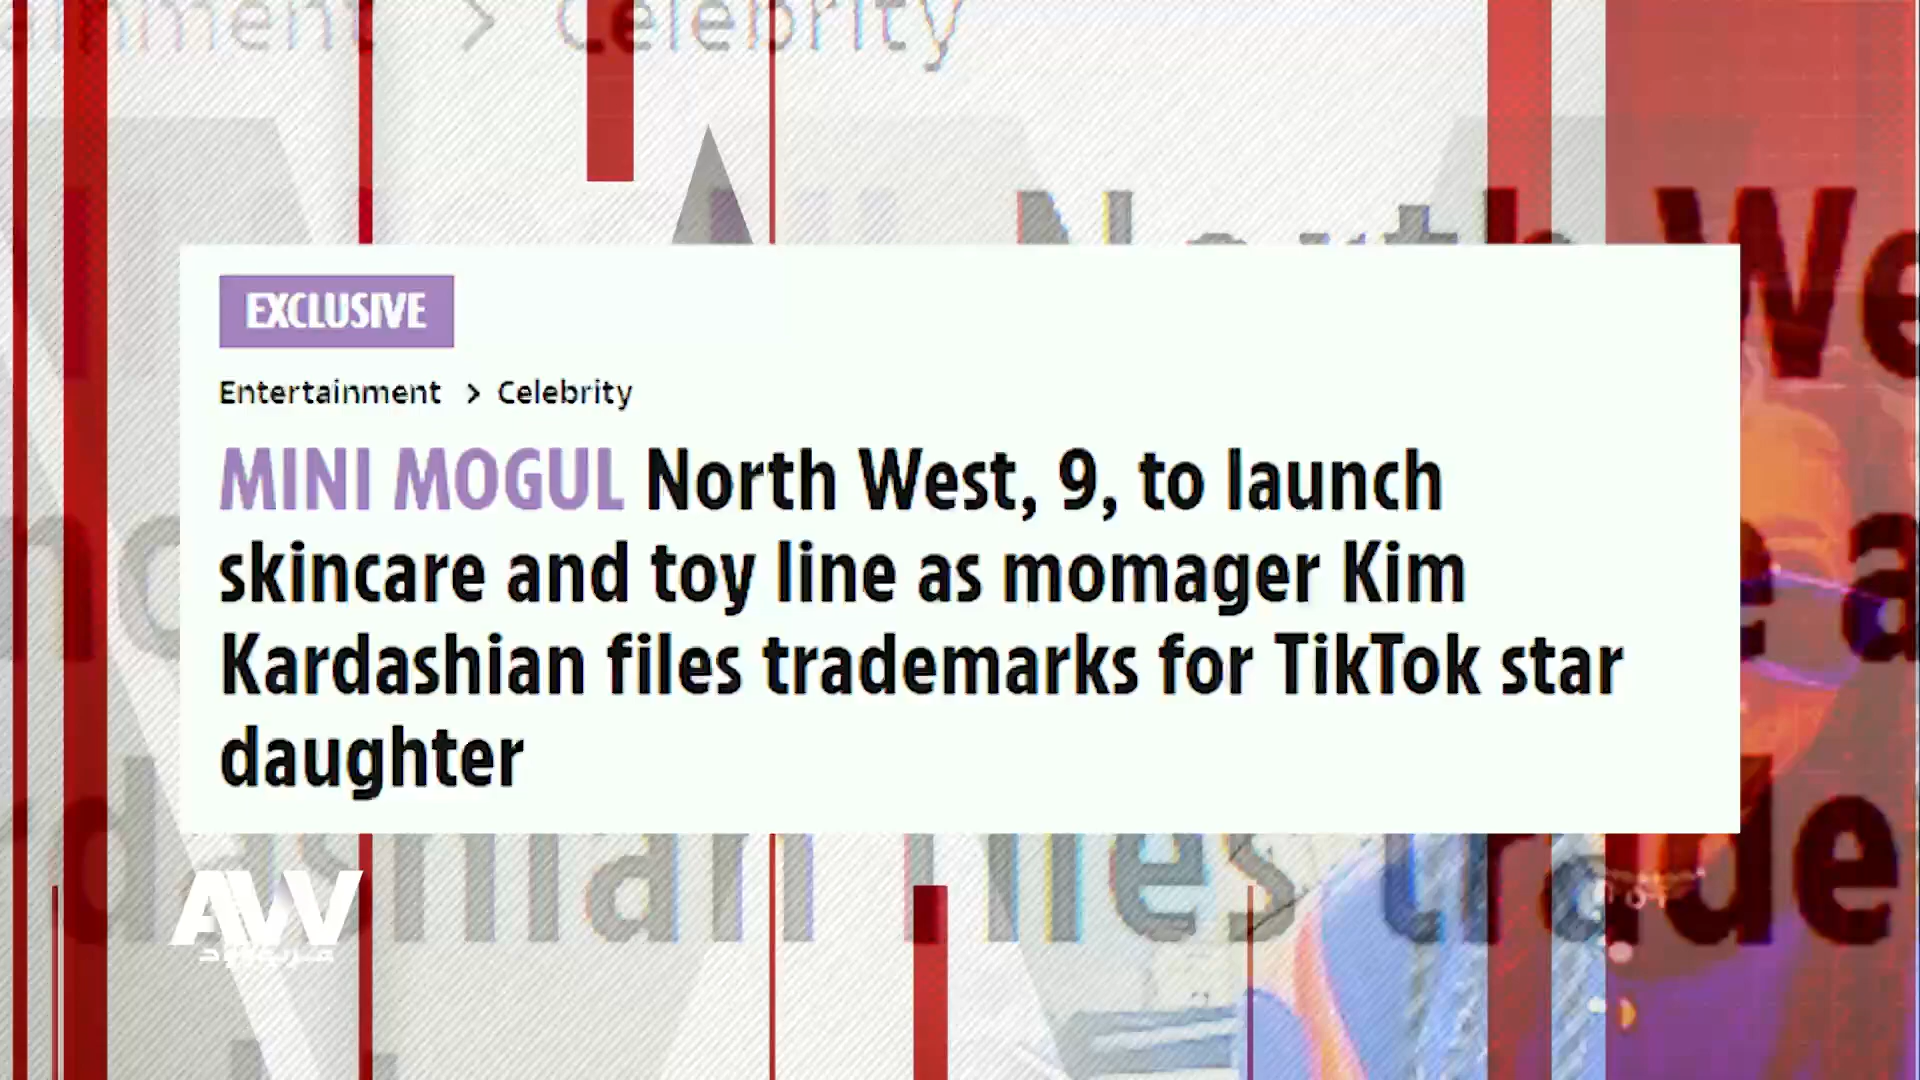 Celebrity
EXCLUSIVE
Entertainment > Celebrity
MINI MOGUL North West, 9, to launch
skincare and toy line as momager Kim
Kardashian files trademarks for TikTok star
daughter
AW